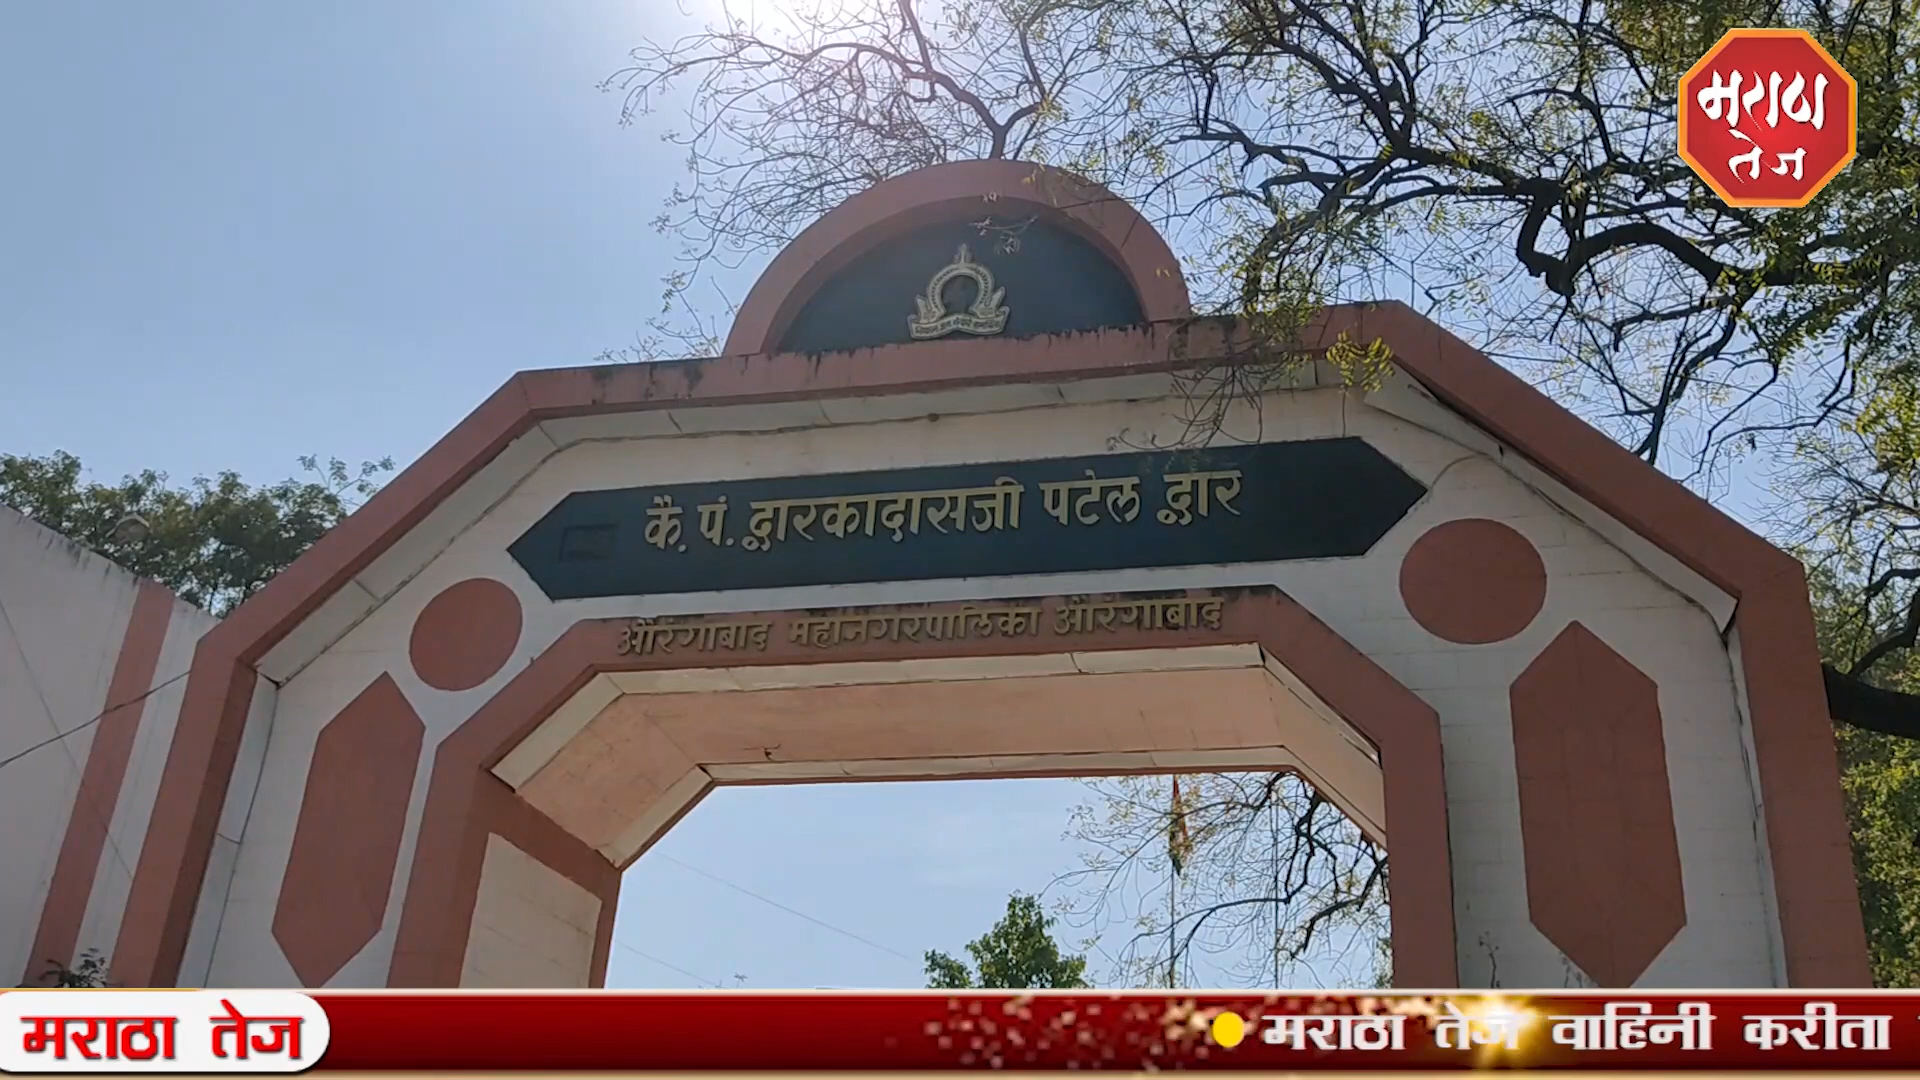 मराठा
तेज
कै. पं. द्वारकादासजी पटेल द्वार
औरंगाबाद महानगरपालिका औरंगाबाद
मराठा तेज
मराठा तेज वाहिनी करीता